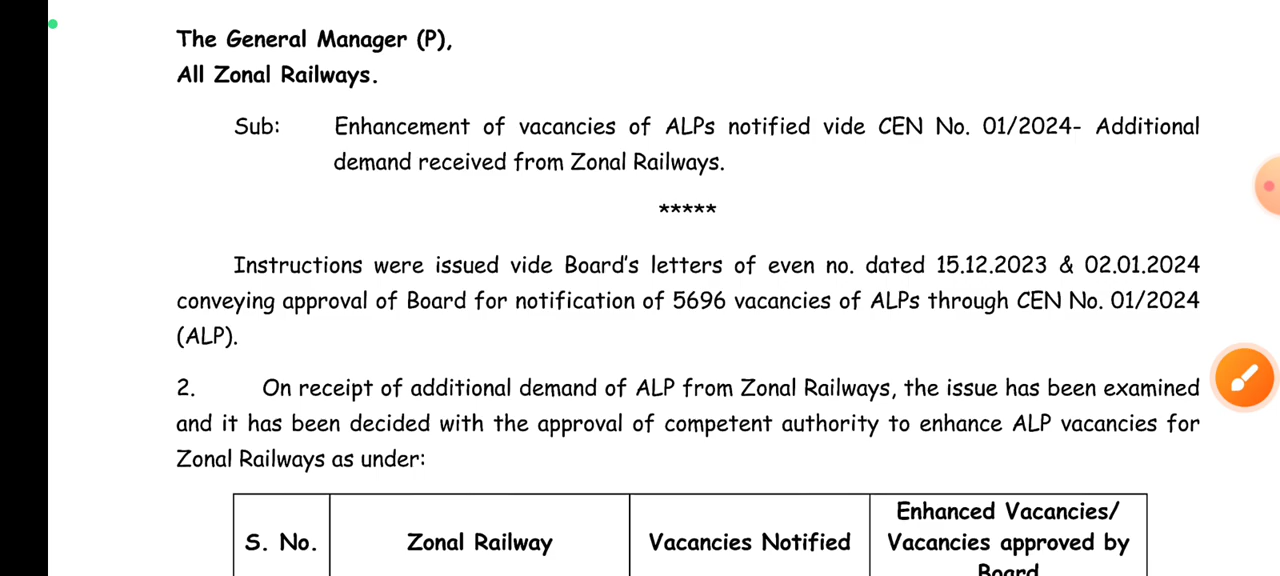 The General Manager (P),
All Zonal Railways.
Sub: Enhancement of vacancies of ALPs notified vide CEN No. 01/2024- Additional
demand received from Zonal Railways.
*****
Instructions were issued vide Board's letters of even no. dated 15.12.2023 & 02.01.2024
conveying approval of Board for notification of 5696 vacancies of ALPs through CEN No. 01/2024
(ALP).
2. On receipt of additional demand of ALP from Zonal Railways, the issue has been examined
and it has been decided with the approval of competent authority to enhance ALP vacancies for
Zonal Railways as under:
S. No. Zonal Railway Vacancies Notified Enhanced Vacancies/
Vacancies approved by
Board